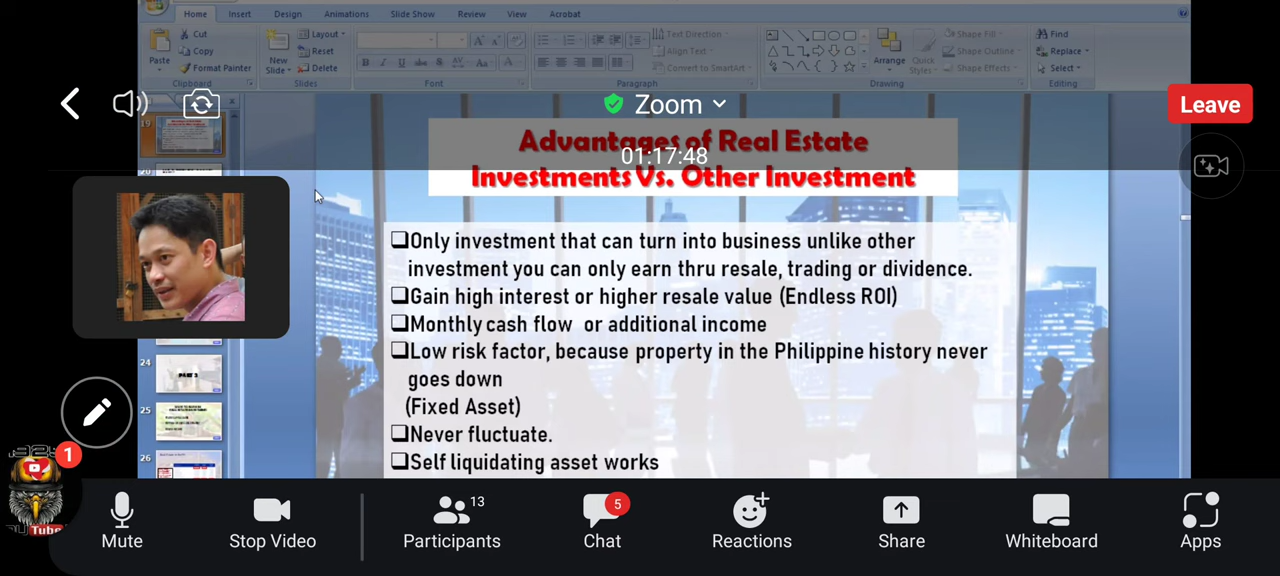 Home Insert Design Animations Slide Show Review View Acrobat
Cut
Copy
Format Painter
Paste
Clipboard
New
Slide
Layout
Reset
Delete
Slides
Font
Text Direction
Align Text
Convert to SmartArt
Paragraph
Arrange
Quick
Styles
Shape Fill
Shape Outline
Shape Effects
Drawing
Find
Replace
Select
Editing
Zoom
01:17:48
Leave
19
20
24
25
26
Advantages of Real Estate
Investments Vs. Other Investment
Only investment that can turn into business unlike other
investment you can only earn thru resale, trading or dividence.
Gain high interest or higher resale value (Endless ROI)
Monthly cash flow or additional income
Low risk factor, because property in the Philippine history never
goes down
(Fixed Asset)
Never fluctuate.
Self liquidating asset works
1
Mute
Stop Video
Participants 13
Chat 5
Reactions
Share
Whiteboard
Apps